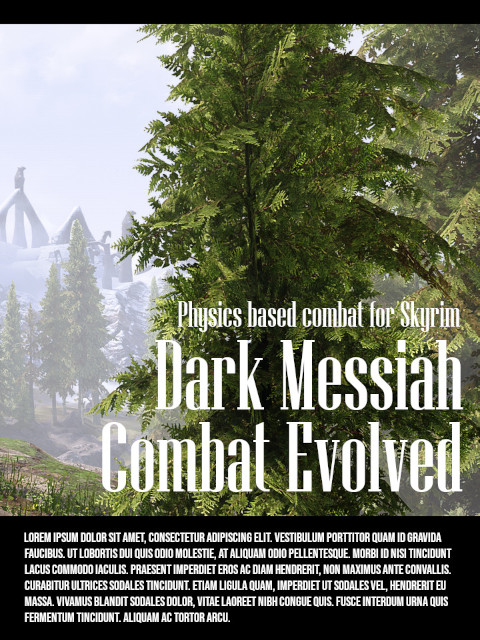 Physics based combat for Skyrim
Dark Messiah
Combat Evolved
LOREM IPSUM DOLOR SIT AMET, CONSECTETUR ADIPISCING ELIT. VESTIBULUM PORTTITOR QUAM ID GRAVIDA
FAUCIBUS. UT LOBORTIS DUI QUIS ODIO MOLESTIE, AT ALIQUAM ODIO PELLENTESQUE. MORBI ID NISI TINCIDUNT
LACUS COMMODO IACULIS. PRAESENT IMPERDIET EROS AC DIAM HENDRERIT, NON MAXIMUS ANTE CONVALLIS.
CURABITUR ULTRICES SODALES TINCIDUNT. ETIAM LIGULA QUAM, IMPERDIET UT SODALES VEL, HENDRERIT EU
MASSA. VIVAMUS BLANDIT SODALES DOLOR, VITAE LAOREET NIBH CONGUE QUIS. FUSCE INTERDUM URNA QUIS
FERMENTUM TINCIDUNT. ALIQUAM AC TORTOR ARCU.